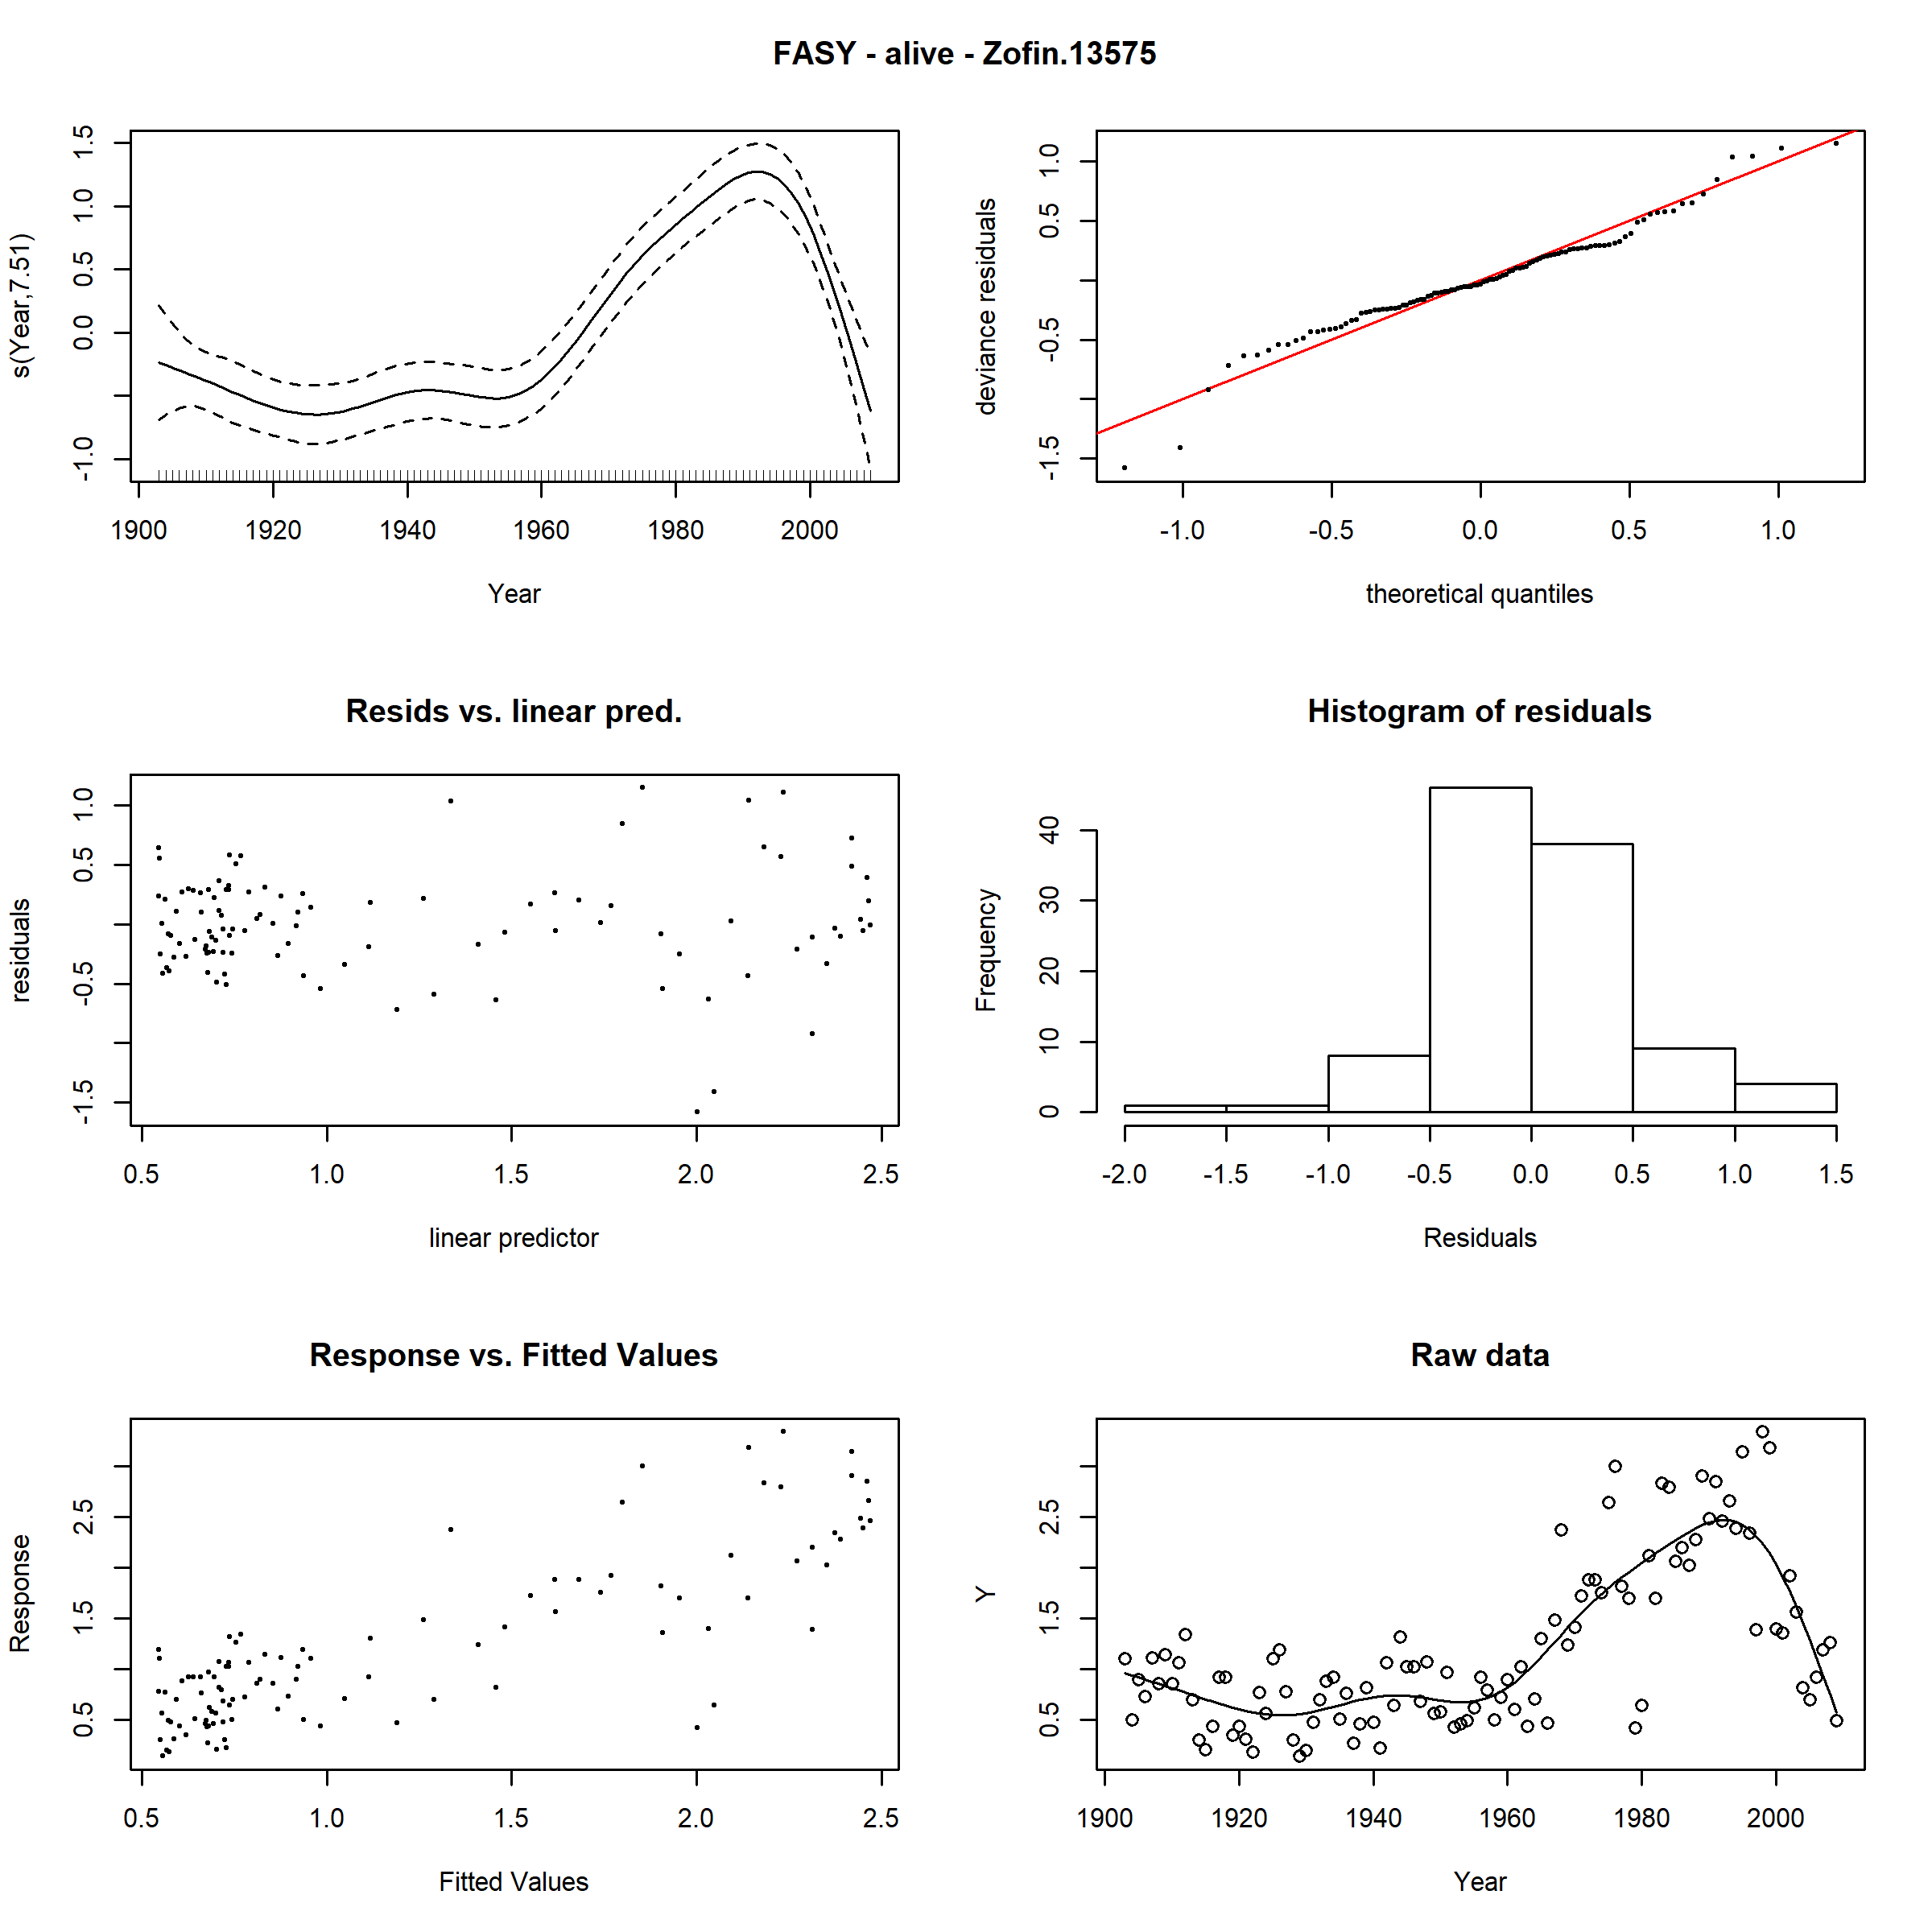 FASY - alive - Zofin.13575
s(Year,7.51)
-1.0 0.0 0.5 1.0 1.5
1900 1920 1940 1960 1980 2000
Year
deviance residuals
-1.5 -0.5 0.5 1.0
-1.0 -0.5 0.0 0.5 1.0
theoretical quantiles
Resids vs. linear pred.
residuals
-1.5 -0.5 0.5 1.0
0.5 1.0 1.5 2.0 2.5
linear predictor
Histogram of residuals
Frequency
0 10 20 30 40
-2.0 -1.5 -1.0 -0.5 0.0 0.5 1.0 1.5
Residuals
Response vs. Fitted Values
Response
0.5 1.5 2.5
0.5 1.0 1.5 2.0 2.5
Fitted Values
Raw data
Y
0.5 1.5 2.5
1900 1920 1940 1960 1980 2000
Year